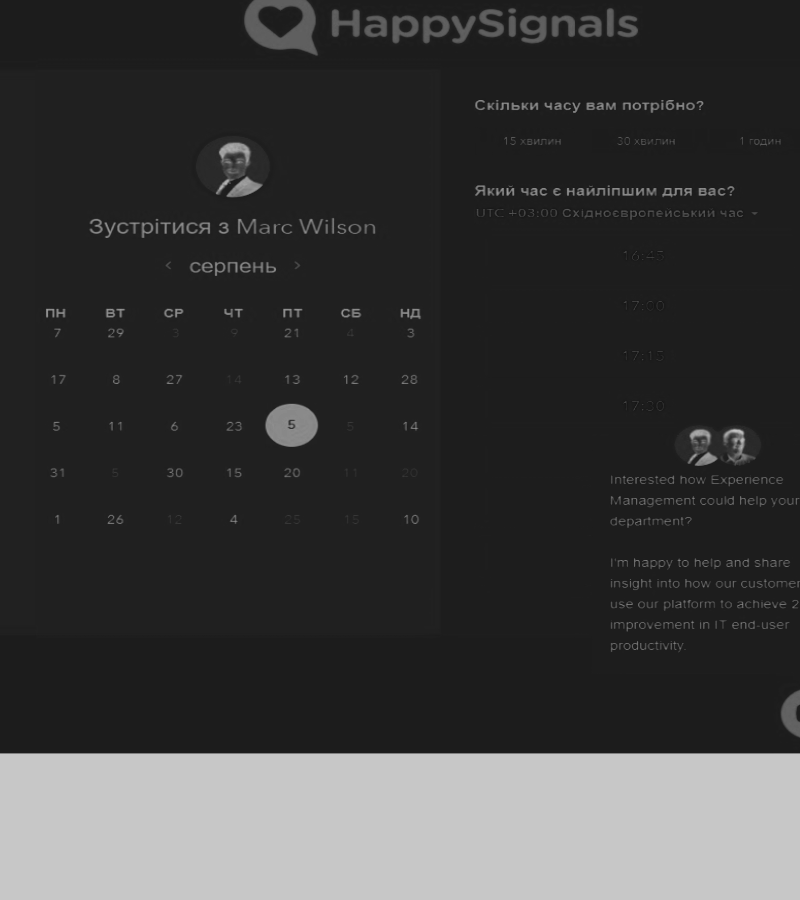 HappySignals
Зустрітися з Marc Wilson
серпень
ПН ВТ СР ЧТ ПТ СБ НД
7 29 3 9 21 4 3
17 8 27 14 13 12 28
5 11 6 23 5 5 14
31 5 30 15 20 11 20
1 26 12 4 25 15 10
Скільки часу вам потрібно?
15 хвилин 30 хвилин 1 годин
Який час є найліпшим для вас?
UTC +03:00 Східноєвропейський час
16:45
17:00
17:15
17:30
Interested how Experience
Management could help your
department?
I'm happy to help and share
insight into how our customer
use our platform to achieve 2
improvement in IT end-user
productivity.